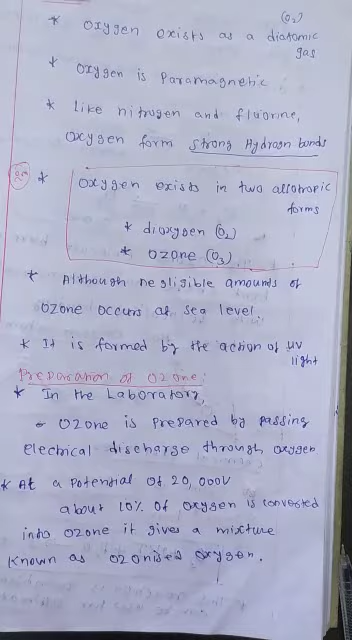 (O₂)
* Oxygen exists as a diatomic
gas
* Oxygen is Paramagnetic.
* Like nitrogen and fluorine,
Oxygen form strong Hydrogn bonds
* Oxygen exists in two allotropic
forms
* dioxygen (O₂)
* Ozone (O₃)
* Although negligible amounts of
Ozone occurs at sea level.
* It is formed by the action of UV
light
Preparation of Ozone:
* In the Laboratory
Ozone is prepared by passing
electrical discharge through oxygen
* At a potential of 20,000V
about 10% of oxygen is converted
into Ozone it gives a mixture
Known as Ozonised oxygen.